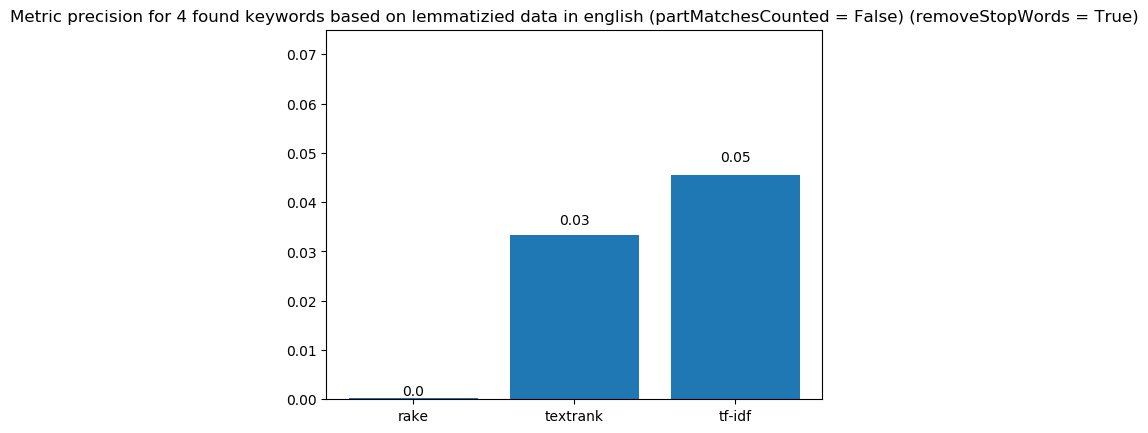 Metric precision for 4 found keywords based on lemmatizied data in english (partMatchesCounted = False) (removeStopWords = True)
0.07
0.06
0.05
0.04
0.03
0.02
0.01
0.00
0.0
0.03
0.05
rake
textrank
tf-idf